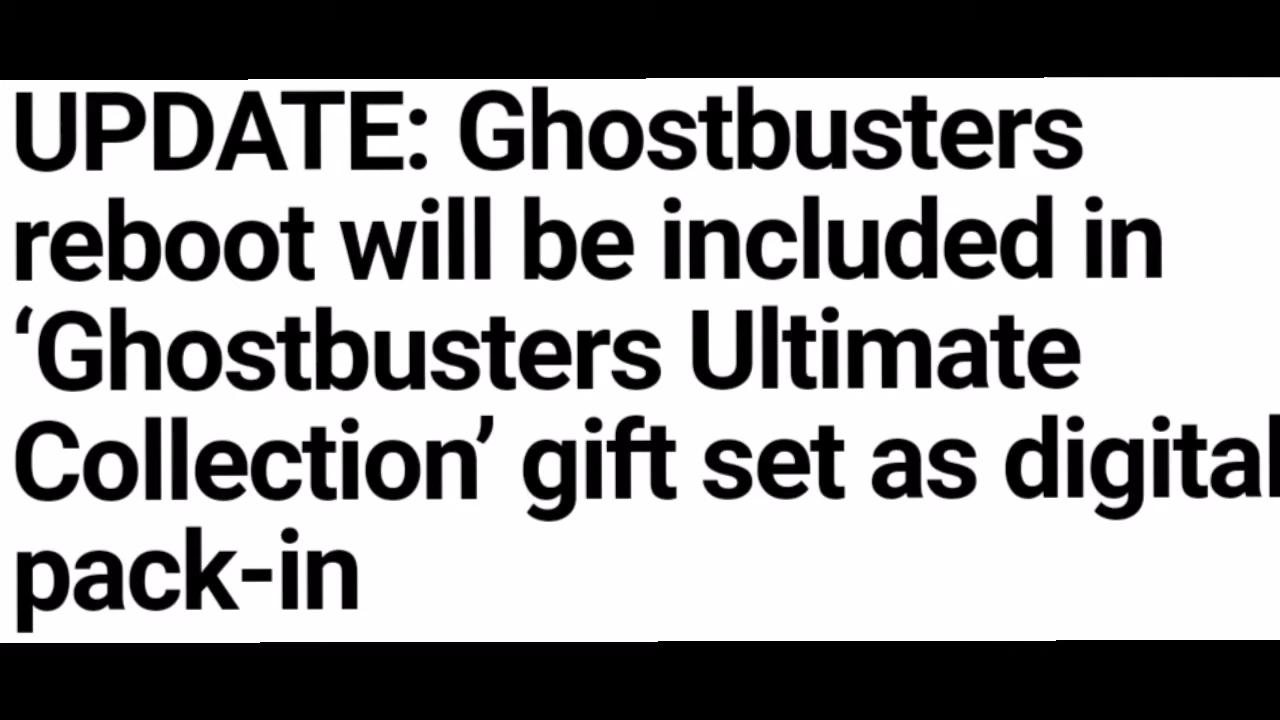 UPDATE: Ghostbusters
reboot will be included in
‘Ghostbusters Ultimate
Collection’ gift set as digital
pack-in